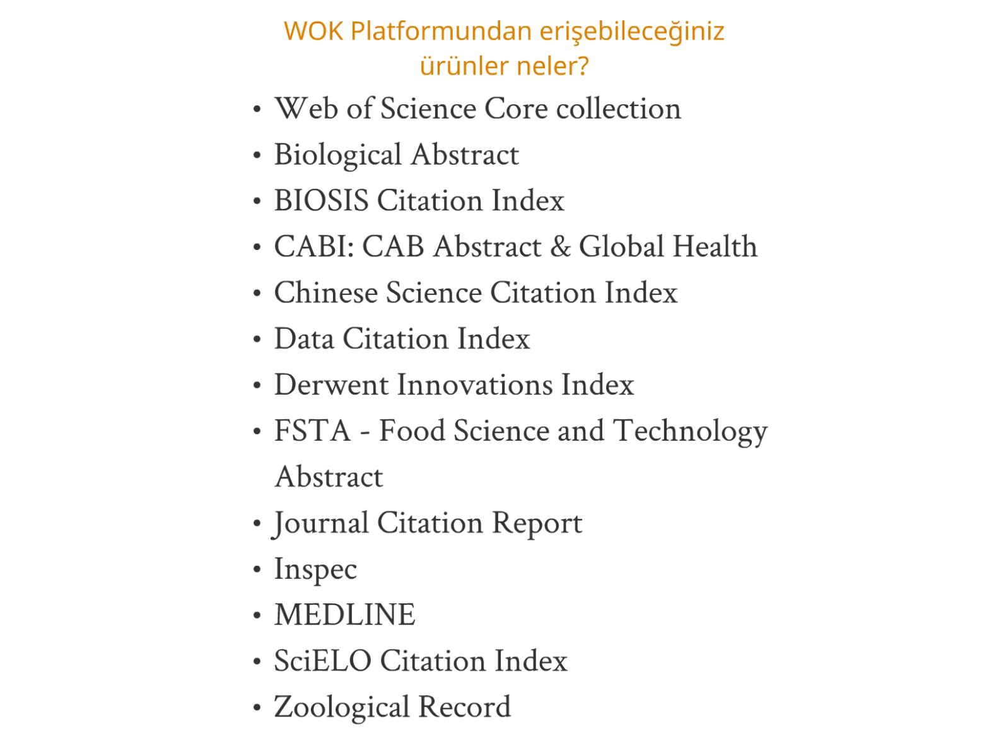 WOK Platformundan erişebileceğiniz
ürünler neler?
• Web of Science Core collection
• Biological Abstract
• BIOSIS Citation Index
• CABI: CAB Abstract & Global Health
• Chinese Science Citation Index
• Data Citation Index
• Derwent Innovations Index
• FSTA - Food Science and Technology
Abstract
• Journal Citation Report
• Inspec
• MEDLINE
• SciELO Citation Index
• Zoological Record